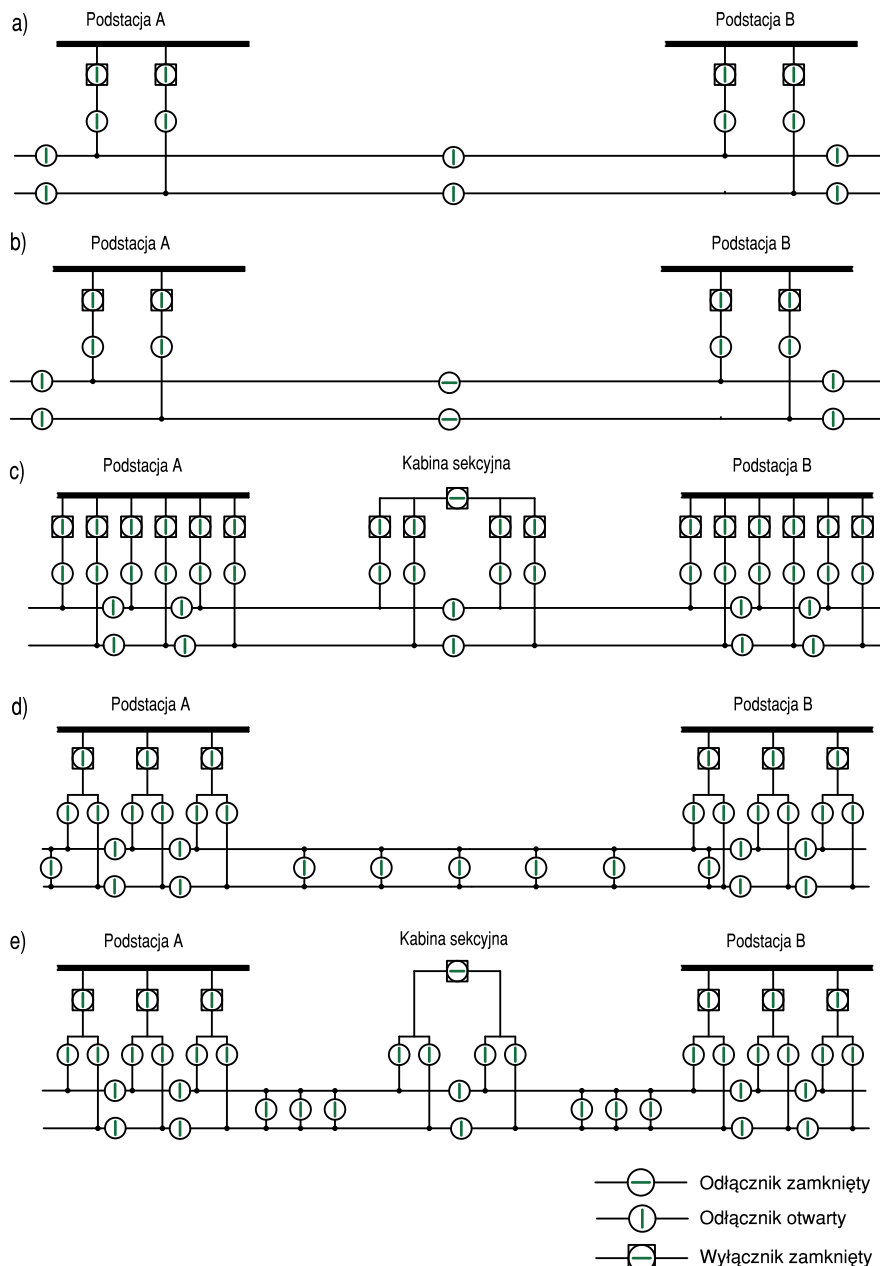 a)
Podstacja A
Podstacja B
b)
Podstacja A
Podstacja B
c)
Podstacja A
Kabina sekcyjna
Podstacja B
d)
Podstacja A
Podstacja B
e)
Podstacja A
Kabina sekcyjna
Podstacja B
Odłącznik zamknięty
Odłącznik otwarty
Wyłącznik zamknięty